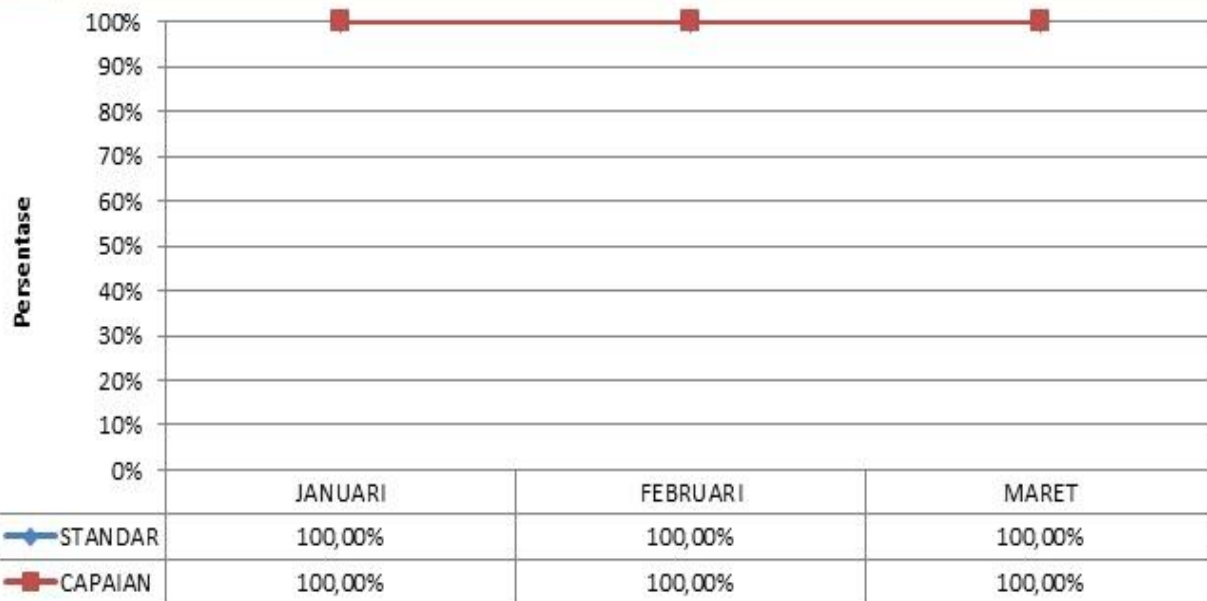 100%
90%
80%
70%
60%
50%
40%
30%
20%
10%
0%
Persentase
JANUARI FEBRUARI MARET
STANDAR 100,00% 100,00% 100,00%
CAPAIAN 100,00% 100,00% 100,00%